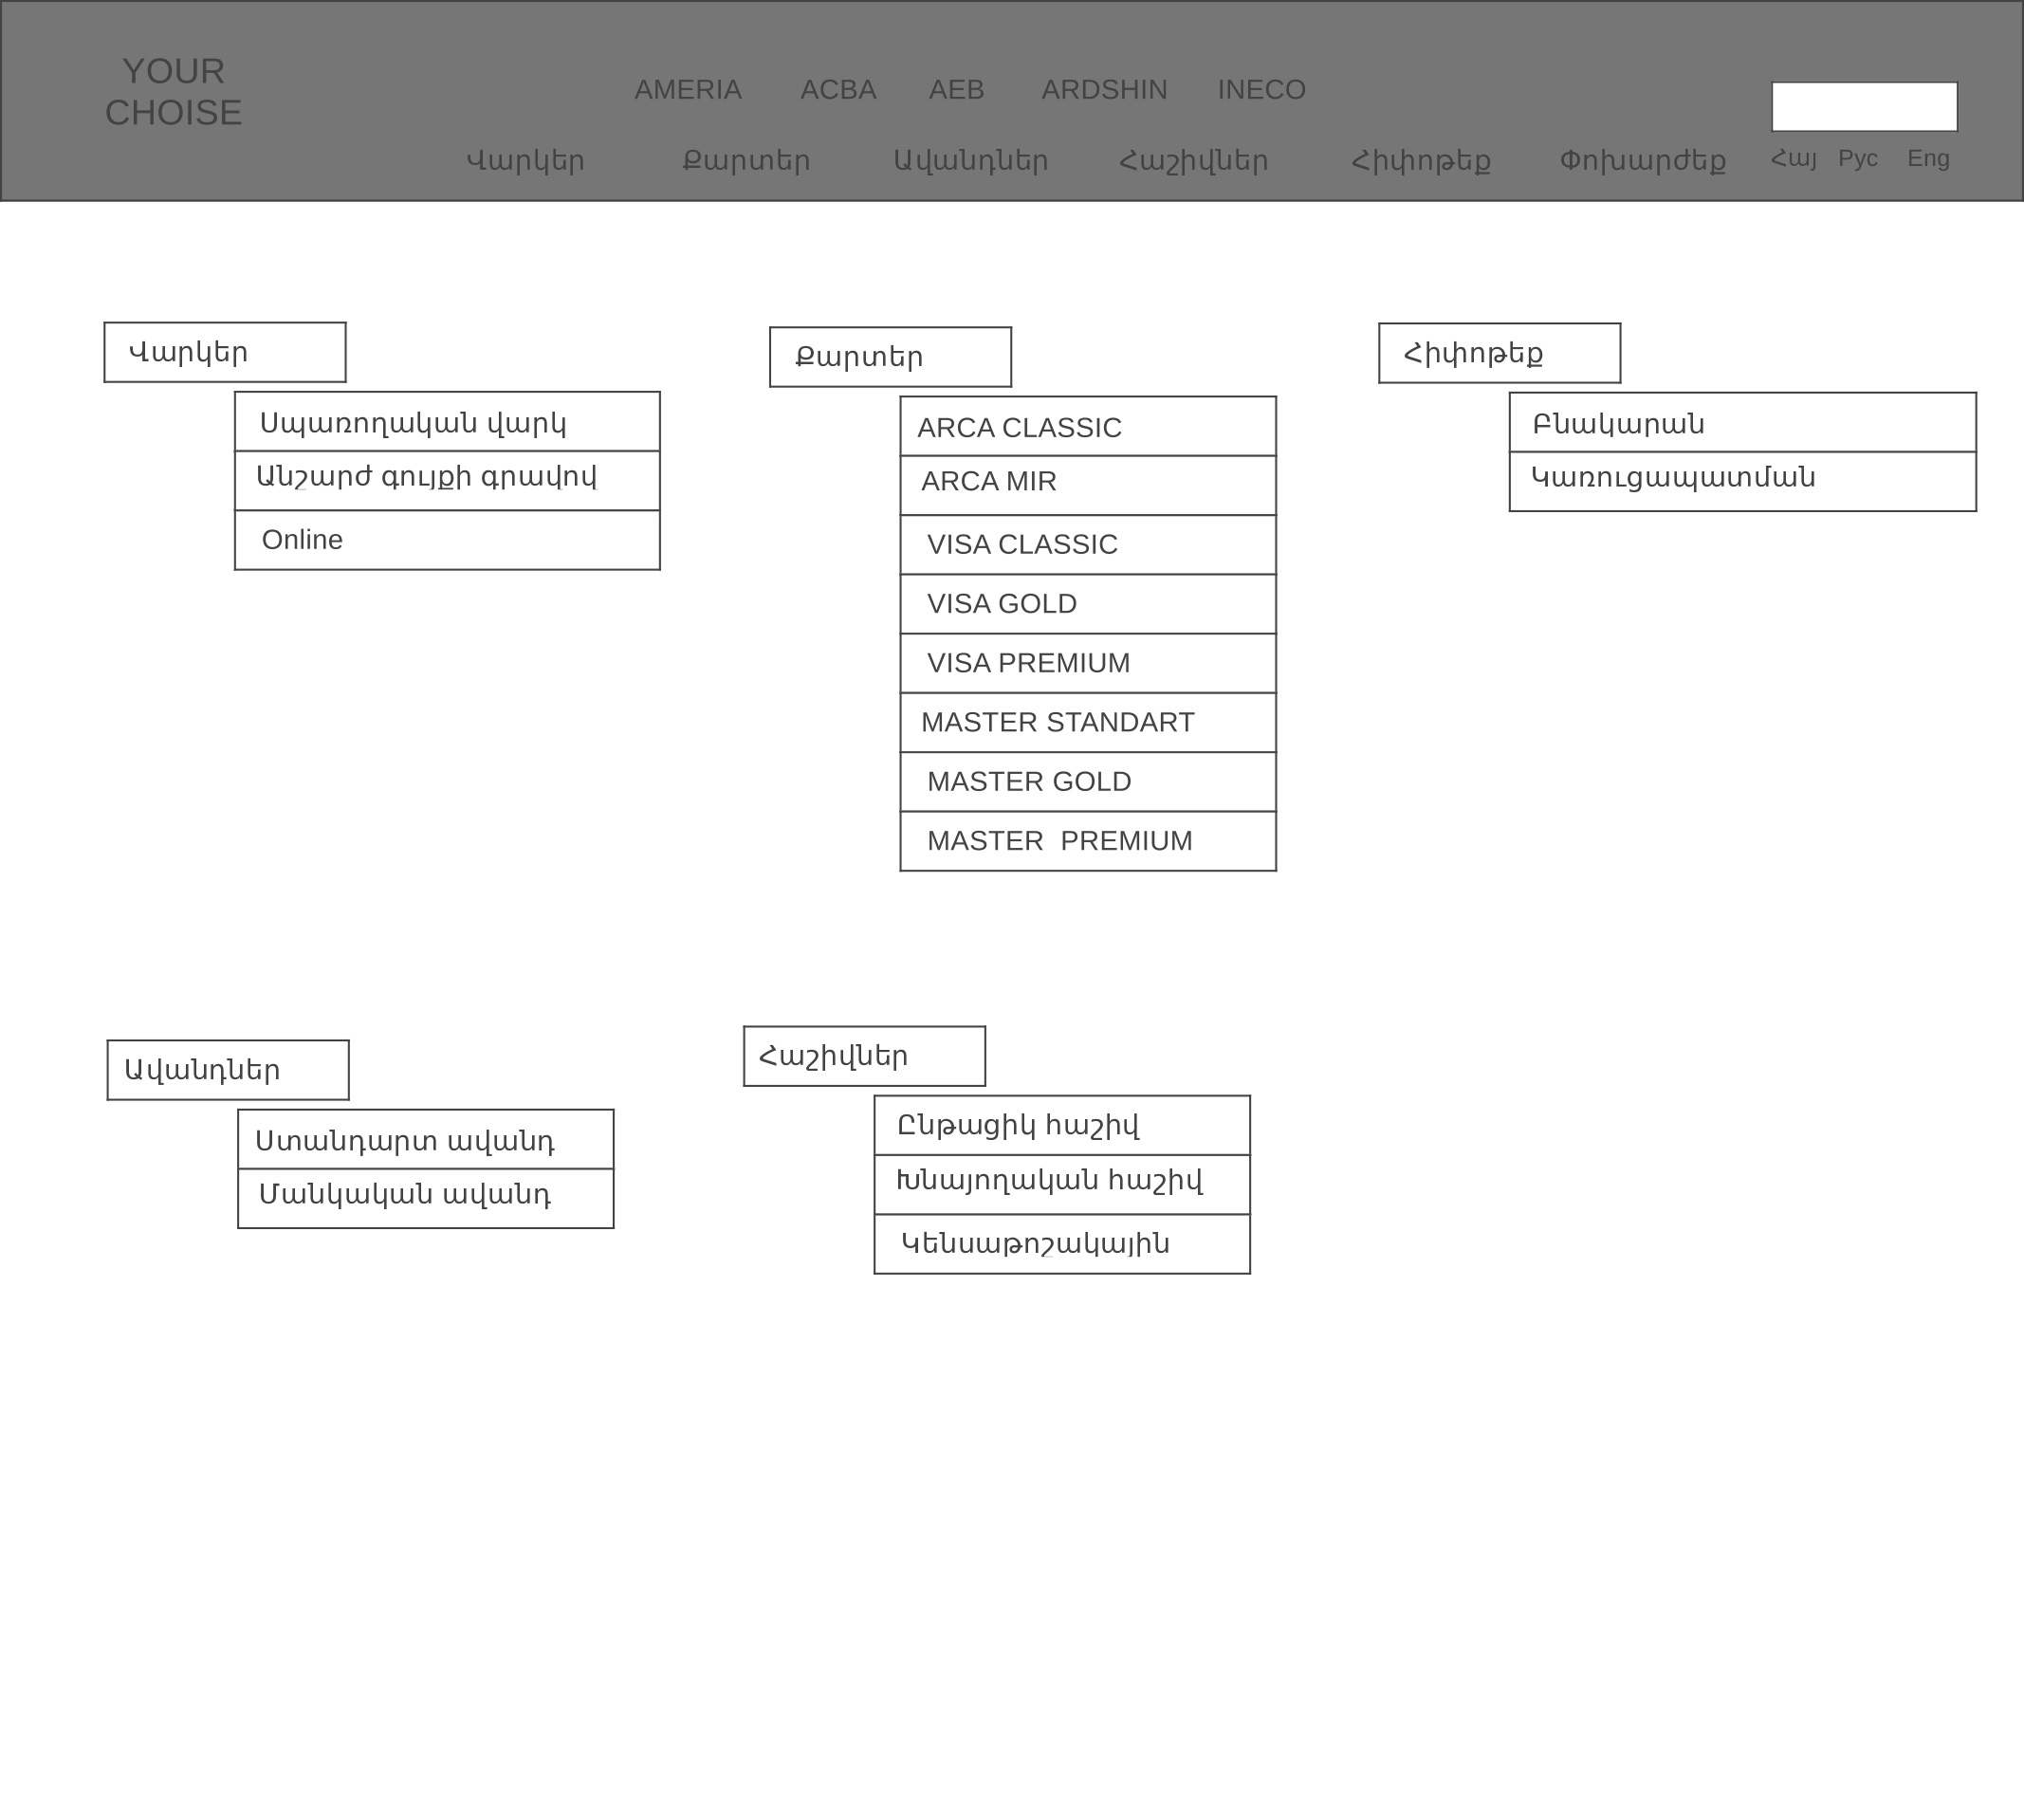 YOUR
CHOISE
AMERIA ACBA AEB ARDSHIN INECO
Վարկեր Քարտեր Ավանդներ Հաշիվներ Հիփոթեք Փոխարժեք Հայ Рус Eng
Վարկեր
Սպառողական վարկ
Անշարժ գույքի գրավով
Online
Քարտեր
ARCA CLASSIC
ARCA MIR
VISA CLASSIC
VISA GOLD
VISA PREMIUM
MASTER STANDART
MASTER GOLD
MASTER PREMIUM
Հիփոթեք
Բնակարան
Կառուցապատման
Ավանդներ
Ստանդարտ ավանդ
Մանկական ավանդ
Հաշիվներ
Ընթացիկ հաշիվ
Խնայողական հաշիվ
Կենսաթոշակային